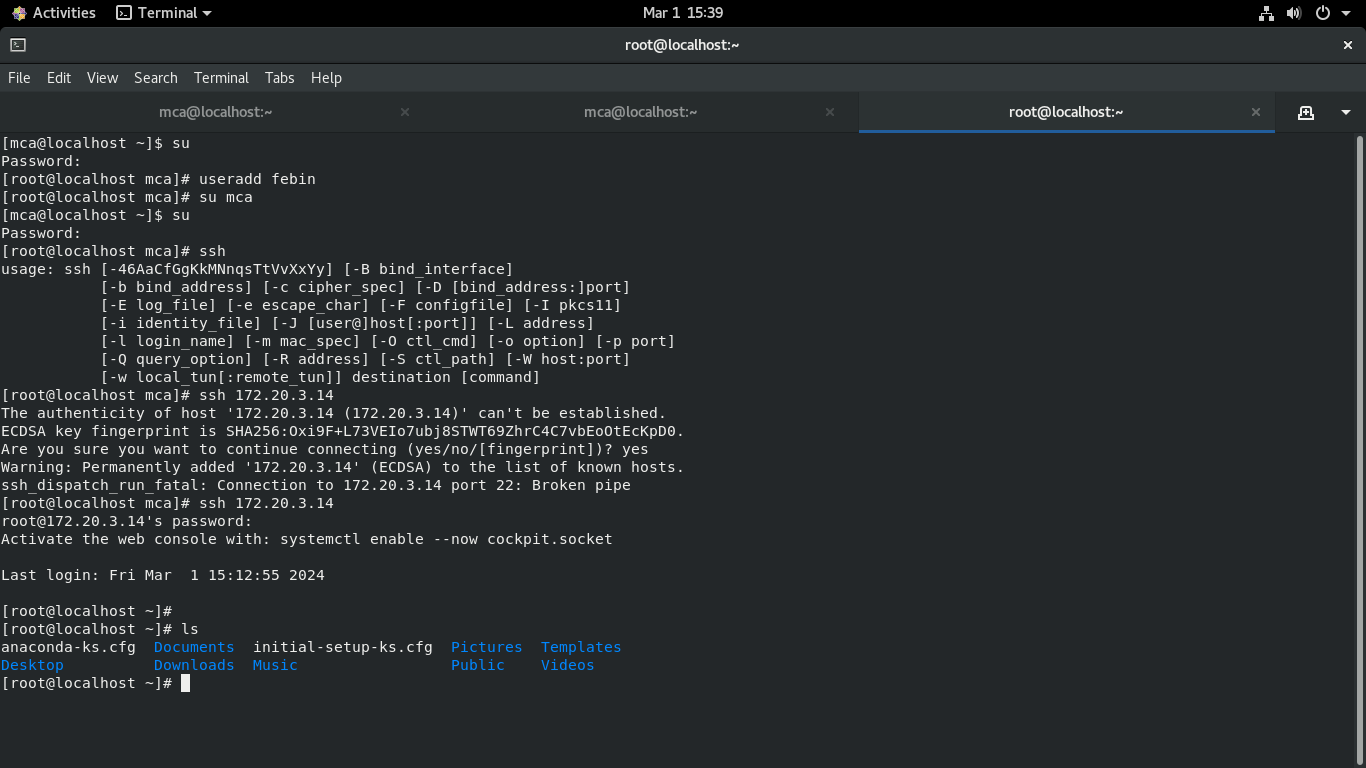 Activities Terminal Mar 1 15:39
root@localhost:~
File Edit View Search Terminal Tabs Help
mca@localhost:~ mca@localhost:~ root@localhost:~
[mca@localhost ~]$ su
Password:
[root@localhost mca]# useradd febin
[root@localhost mca]# su mca
[mca@localhost ~]$ su
Password:
[root@localhost mca]# ssh
usage: ssh [-46AaCfGgKkMNnqsTtVvXxYy] [-B bind_interface]
           [-b bind_address] [-c cipher_spec] [-D [bind_address:]port]
           [-E log_file] [-e escape_char] [-F configfile] [-I pkcs11]
           [-i identity_file] [-J [user@]host[:port]] [-L address]
           [-l login_name] [-m mac_spec] [-O ctl_cmd] [-o option] [-p port]
           [-Q query_option] [-R address] [-S ctl_path] [-W host:port]
           [-w local_tun[:remote_tun]] destination [command]
[root@localhost mca]# ssh 172.20.3.14
The authenticity of host '172.20.3.14 (172.20.3.14)' can't be established.
ECDSA key fingerprint is SHA256:Oxi9F+L73VEIo7ubj8STWT69ZhrC4C7vbEoOtEcKpD0.
Are you sure you want to continue connecting (yes/no/[fingerprint])? yes
Warning: Permanently added '172.20.3.14' (ECDSA) to the list of known hosts.
ssh_dispatch_run_fatal: Connection to 172.20.3.14 port 22: Broken pipe
[root@localhost mca]# ssh 172.20.3.14
root@172.20.3.14's password:
Activate the web console with: systemctl enable --now cockpit.socket
Last login: Fri Mar  1 15:12:55 2024
[root@localhost ~]#
[root@localhost ~]# ls
anaconda-ks.cfg  Documents  initial-setup-ks.cfg  Pictures  Templates
Desktop          Downloads  Music                 Public    Videos
[root@localhost ~]#